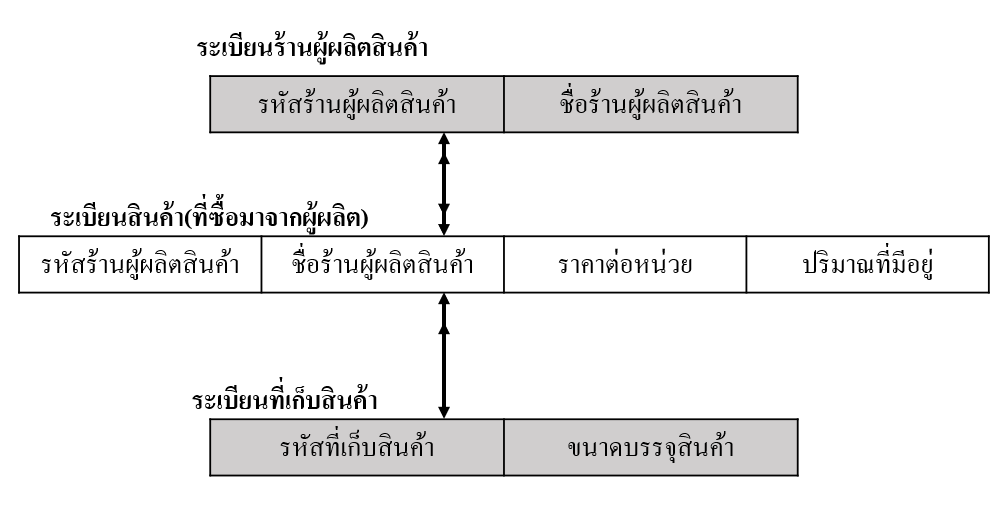 ระเบียนร้านผู้ผลิตสินค้า
รหัสร้านผู้ผลิตสินค้า ชื่อร้านผู้ผลิตสินค้า
ระเบียนสินค้า(ที่ซื้อมาจากผู้ผลิต)
รหัสร้านผู้ผลิตสินค้า ชื่อร้านผู้ผลิตสินค้า ราคาต่อหน่วย ปริมาณที่มีอยู่
ระเบียนที่เก็บสินค้า
รหัสที่เก็บสินค้า ขนาดบรรจุสินค้า